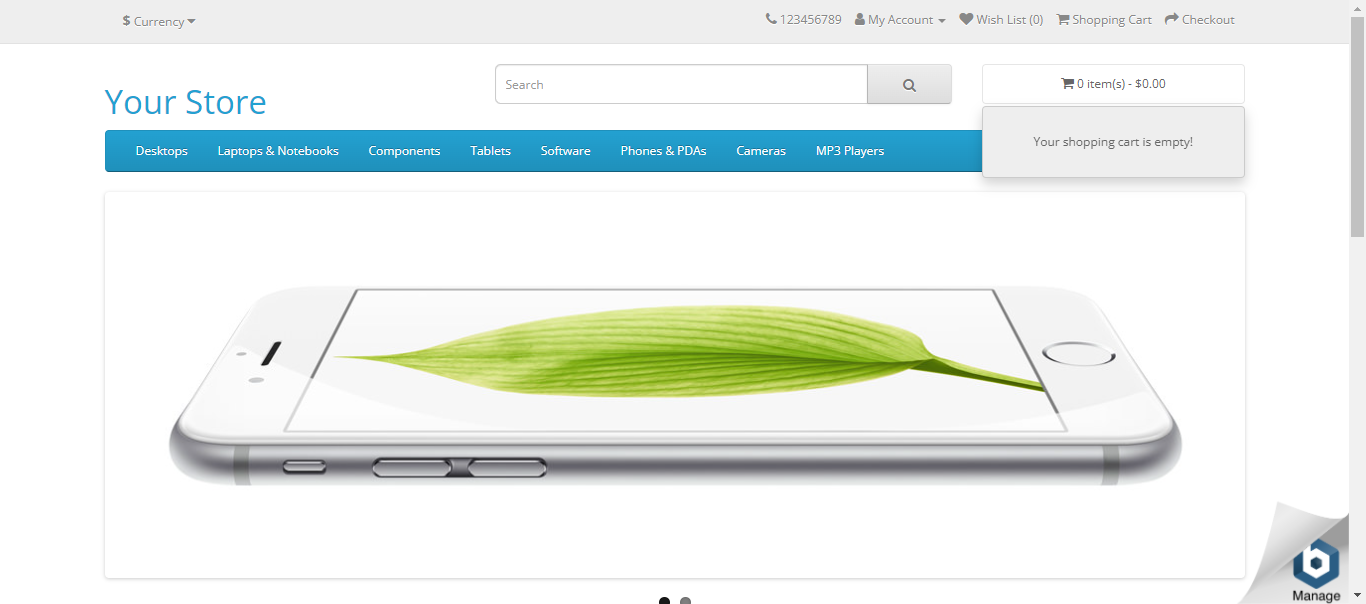 $ Currency
123456789 My Account Wish List (0) Shopping Cart Checkout
Your Store
Search
0 item(s) - $0.00
Your shopping cart is empty!
Desktops Laptops & Notebooks Components Tablets Software Phones & PDAs Cameras MP3 Players
b
Manage